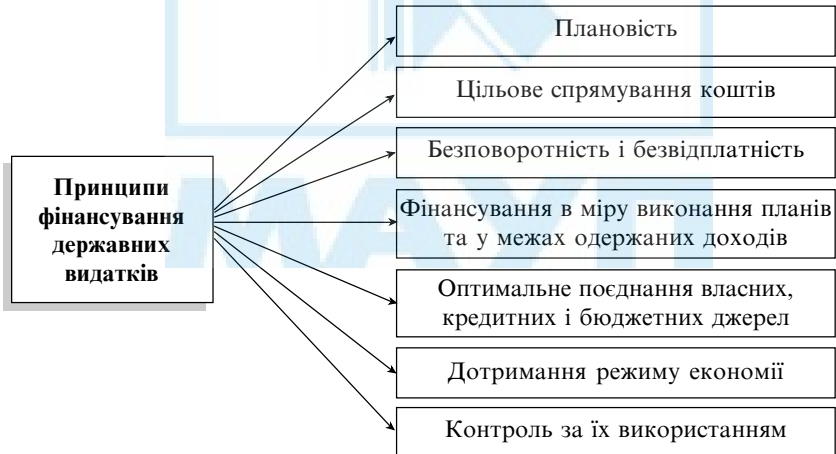 Плановість
Цільове спрямування коштів
Безповоротність і безвідплатність
Принципи
фінансування
державних
видатків
Фінансування в міру виконання планів
та у межах одержаних доходів
Оптимальне поєднання власних,
кредитних і бюджетних джерел
Дотримання режиму економії
Контроль за їх використанням
МАУП